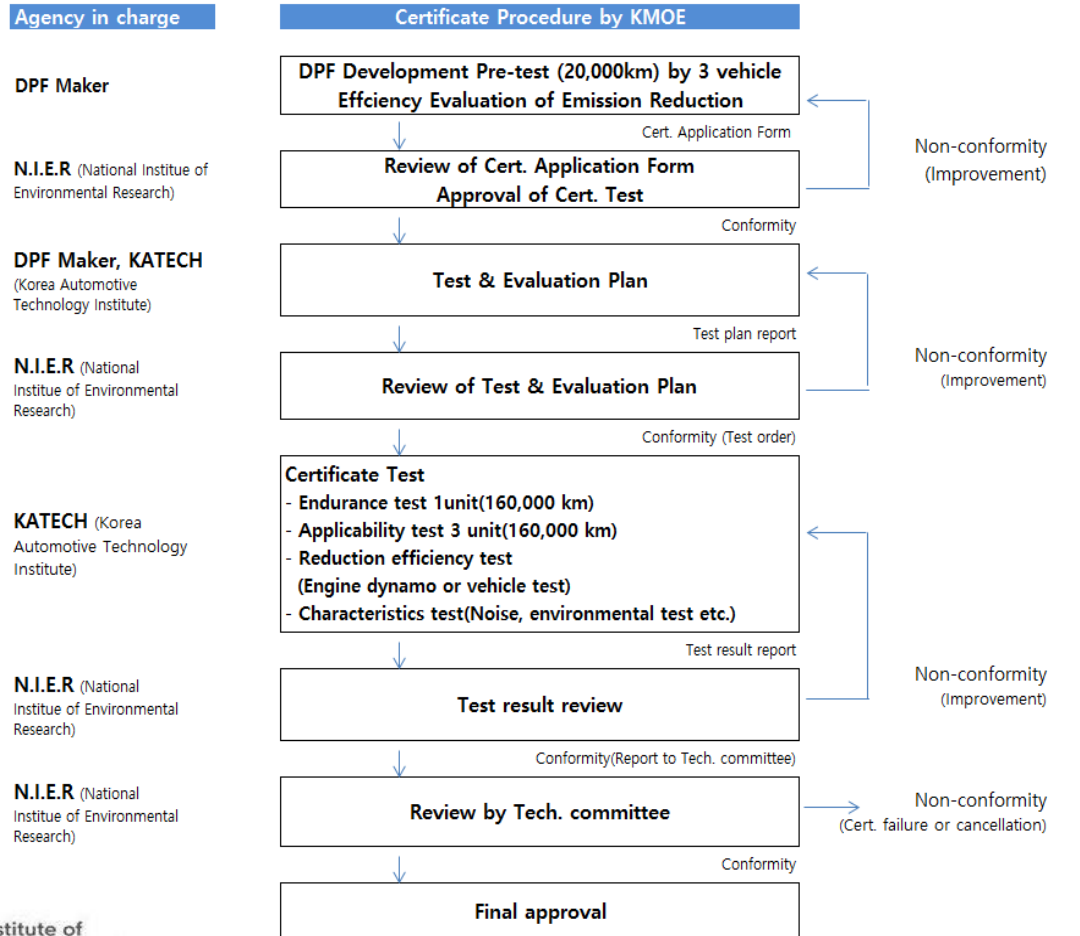 Agency in charge
Certificate Procedure by KMOE
DPF Maker
DPF Development Pre-test (20,000km) by 3 vehicle
Effciency Evaluation of Emission Reduction
Cert. Application Form
Non-conformity
(Improvement)
N.I.E.R (National Institue of
Environmental Research)
Review of Cert. Application Form
Approval of Cert. Test
Conformity
DPF Maker, KATECH
(Korea Automotive
Technology Institute)
Test & Evaluation Plan
Test plan report
Non-conformity
(Improvement)
N.I.E.R (National
Institue of Environmental
Research)
Review of Test & Evaluation Plan
Conformity (Test order)
KATECH (Korea
Automotive Technology
Institute)
Certificate Test
- Endurance test 1unit(160,000 km)
- Applicability test 3 unit(160,000 km)
- Reduction efficiency test
(Engine dynamo or vehicle test)
- Characteristics test(Noise, environmental test etc.)
Test result report
Non-conformity
(Improvement)
N.I.E.R (National
Institue of Environmental
Research)
Test result review
Conformity(Report to Tech. committee)
N.I.E.R (National
Institue of Environmental
Research)
Review by Tech. committee
Non-conformity
(Cert. failure or cancellation)
Conformity
Final approval
stitute of